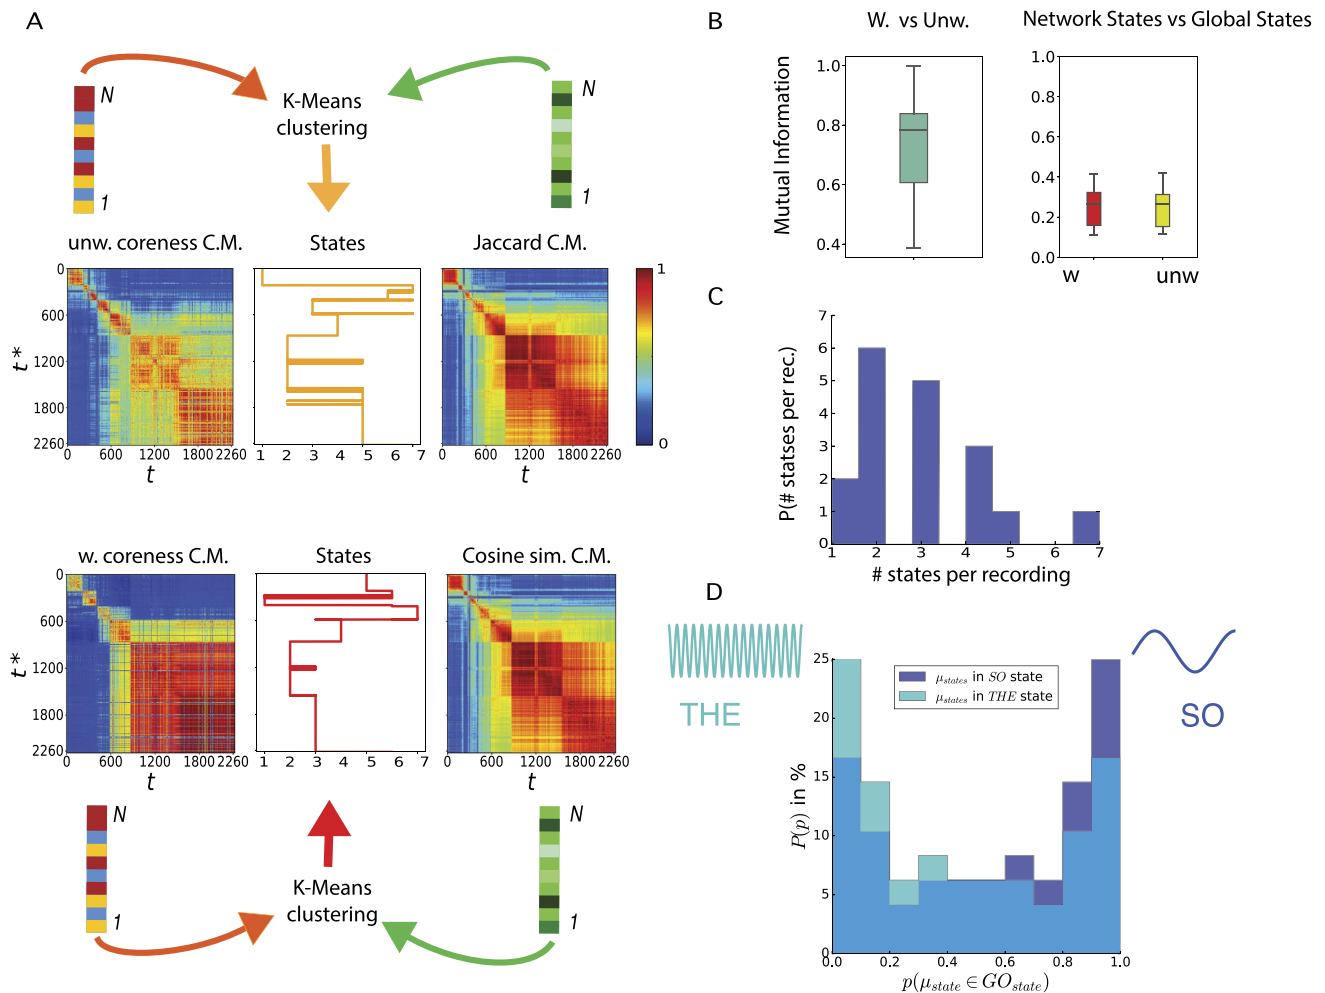 A
N
1
K-Means
clustering
N
1
unw. coreness C.M.
States
Jaccard C.M.
0
600
1200
1800
2260
t*
0 600 1200 1800 2260
t
1 2 3 4 5 6 7
0 600 1200 1800 2260
t
1
0
w. coreness C.M.
States
Cosine sim. C.M.
0
600
1200
1800
2260
t*
0 600 1200 1800 2260
t
1 2 3 4 5 6 7
0 600 1200 1800 2260
t
N
1
K-Means
clustering
N
1
B
W. vs Unw.
Mutual Information
1.0
0.8
0.6
0.4
Network States vs Global States
1.0
0.8
0.6
0.4
0.2
0.0
w unw
C
P(# statses per rec.)
7
6
5
4
3
2
1
0
1 2 3 4 5 6 7
# states per recording
D
THE
SO
μstates in SO state
μstates in THE state
P(p) in %
25
20
15
10
5
0
0.0 0.2 0.4 0.6 0.8 1.0
p(μstate ∈ GOstate)